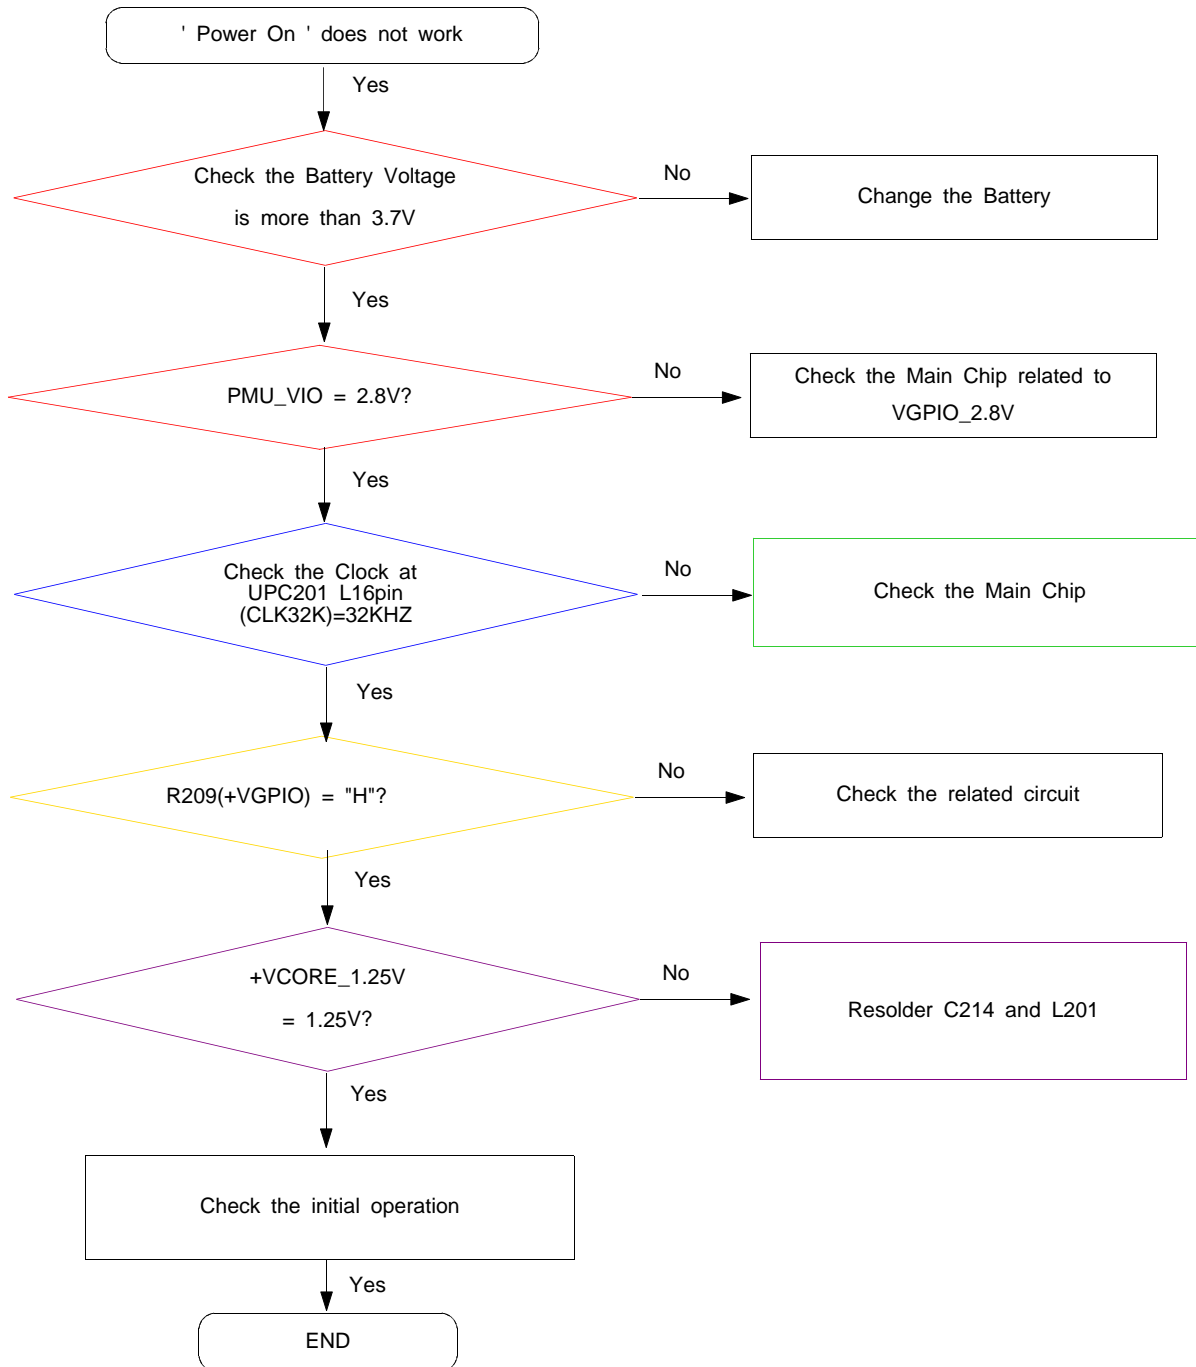 ' Power On ' does not work
Yes
Check the Battery Voltage
is more than 3.7V
No
Change the Battery
Yes
PMU_VIO = 2.8V?
No
Check the Main Chip related to
VGPIO_2.8V
Yes
Check the Clock at
UPC201 L16pin
(CLK32K)=32KHZ
No
Check the Main Chip
Yes
R209(+VGPIO) = "H"?
No
Check the related circuit
Yes
+VCORE_1.25V
= 1.25V?
No
Resolder C214 and L201
Yes
Check the initial operation
Yes
END